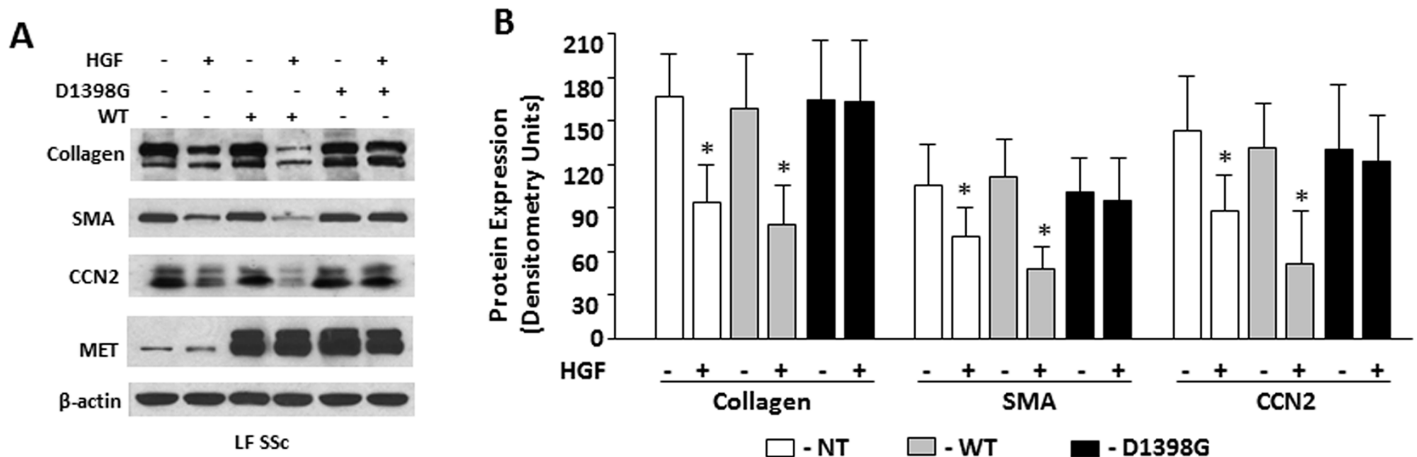 A
HGF - + - + - +
D1398G - - - - + +
WT - - + + - -
Collagen
SMA
CCN2
MET
β-actin
LF SSc
B
Protein Expression
(Densitometry Units)
210
180
150
120
90
60
30
0
* * * * * *
HGF - + - + - + - + - + - + - + - + - +
Collagen SMA CCN2
- NT - WT - D1398G